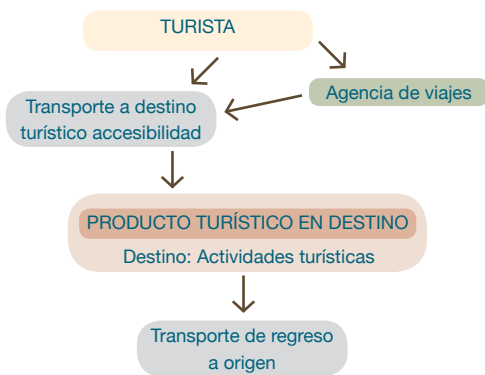 TURISTA
Agencia de viajes
Transporte a destino
turístico accesibilidad
PRODUCTO TURÍSTICO EN DESTINO
Destino: Actividades turísticas
Transporte de regreso
a origen